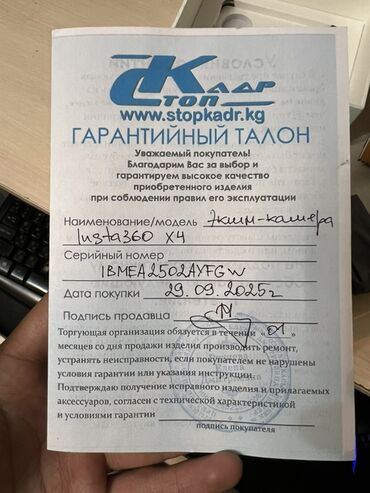 СТОП КАДР
www.stopkadr.kg
ГАРАНТИЙНЫЙ ТАЛОН
Уважаемый покупатель!
Благодарим Вас за выбор и
гарантируем высокое качество
приобретенного изделия
при соблюдении правил его эксплуатации
Наименование/модель Экшн-камера
Insta360 X4
Серийный номер
IBMEA2502AYFGW
Дата покупки 29.09.2025г
Подпись продавца
Торгующая организация обязуется в течении «01»
месяцев со дня продажи изделия производить ремонт,
устранять неисправности, если покупателем не нарушены
условия гарантии или указания инструкции.
Подтверждаю получение исправного изделия и прилагаемых
аксессуаров, согласен с технической характеристикой
и условиями гарантии
подпись покупателя